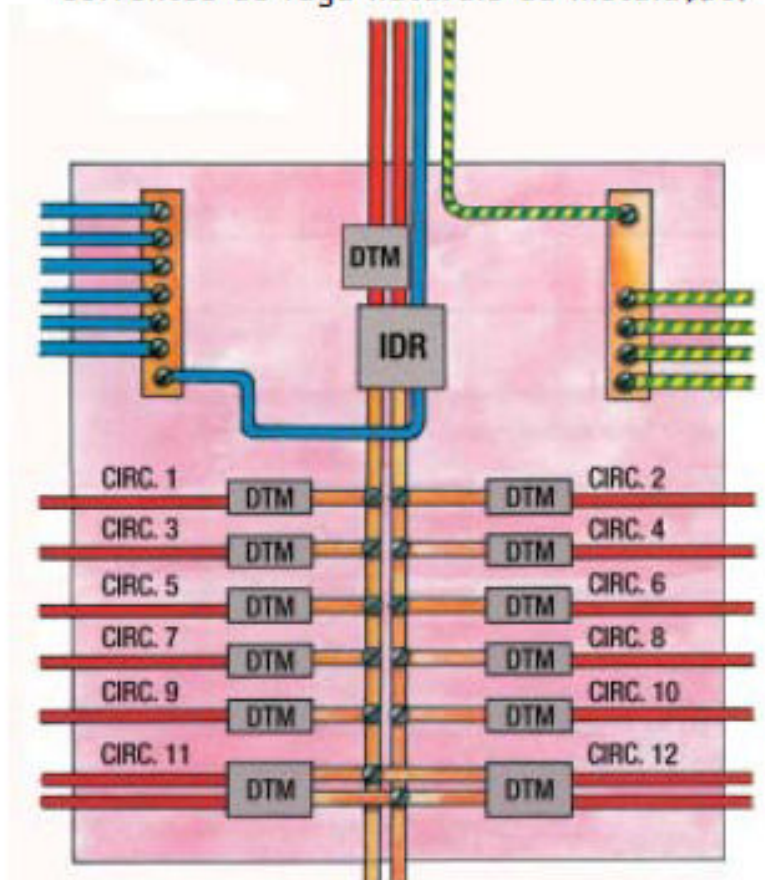 DTM
IDR
CIRC. 1
DTM
DTM
CIRC. 2
CIRC. 3
DTM
DTM
CIRC. 4
CIRC. 5
DTM
DTM
CIRC. 6
CIRC. 7
DTM
DTM
CIRC. 8
CIRC. 9
DTM
DTM
CIRC. 10
CIRC. 11
DTM
DTM
CIRC. 12